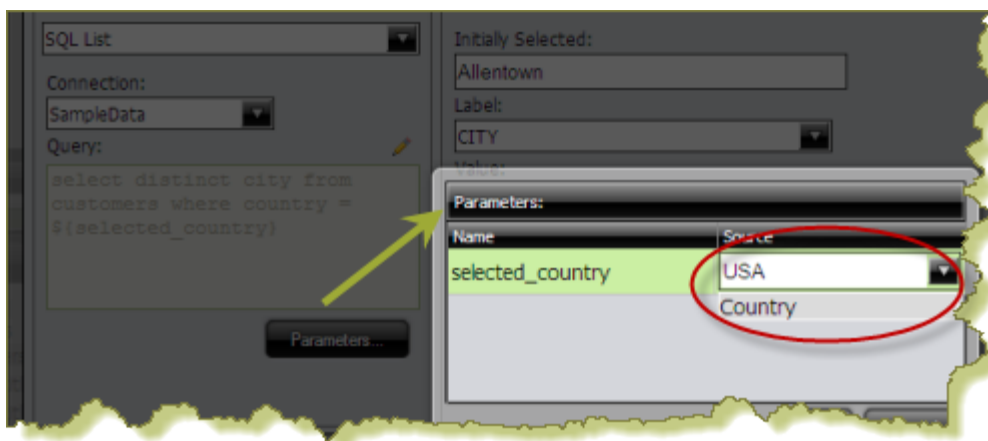 SQL List
Connection:
SampleData
Query:
select distinct city from
customers where country =
${selected_country}
Parameters...
Initially Selected:
Allentown
Label:
CITY
Value:
Parameters:
Name Source
selected_country USA
Country